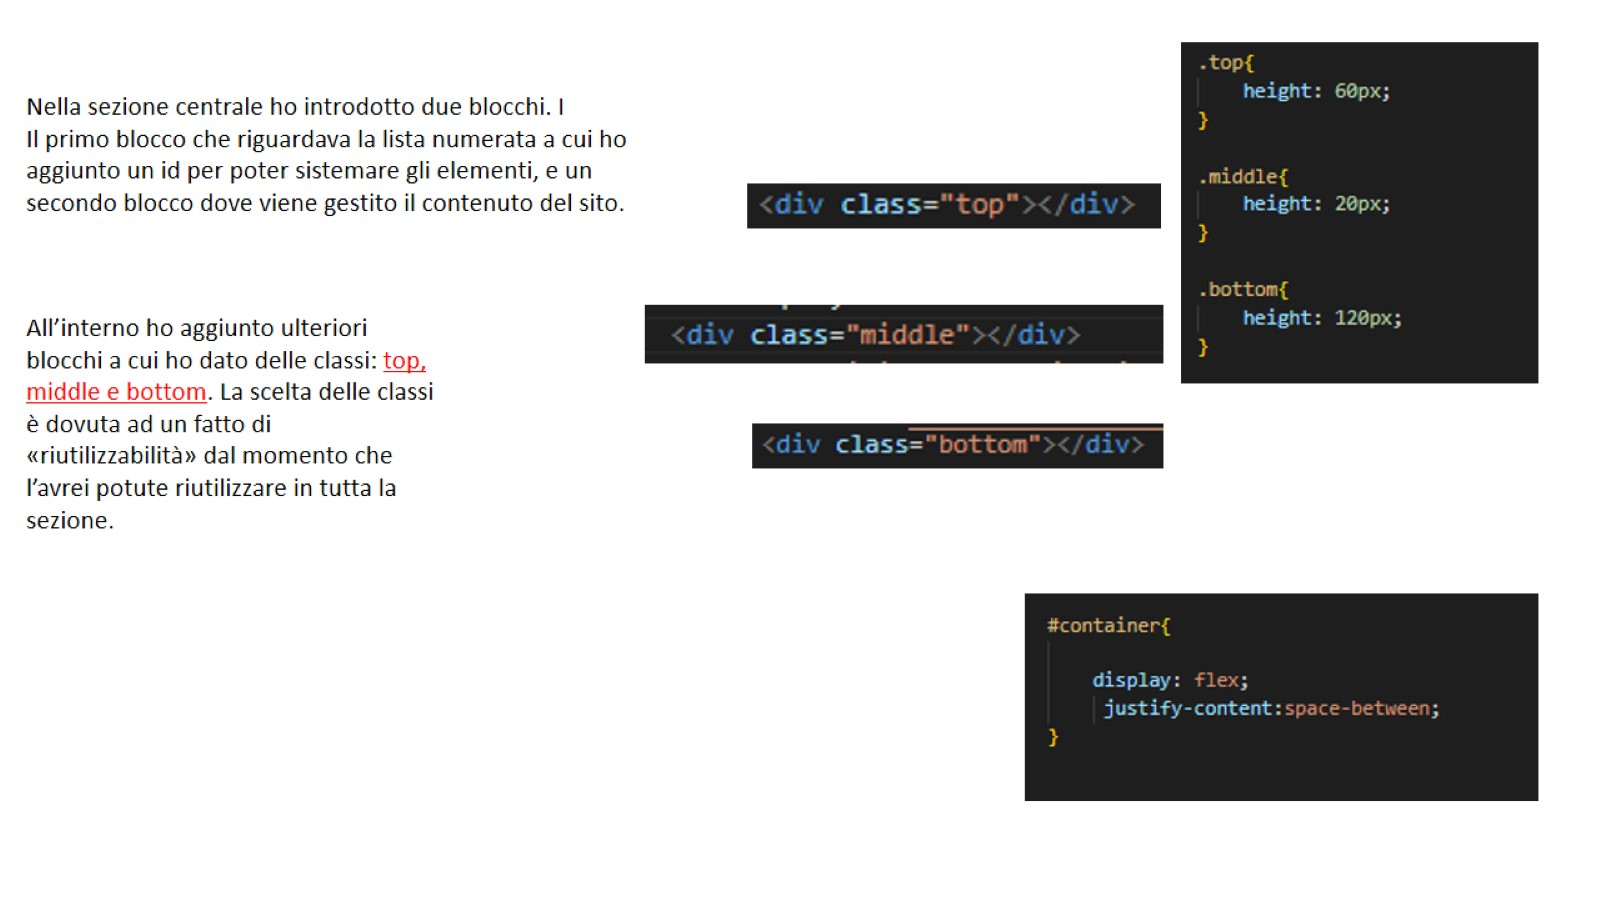 Nella sezione centrale ho introdotto due blocchi. I
Il primo blocco che riguardava la lista numerata a cui ho
aggiunto un id per poter sistemare gli elementi, e un
secondo blocco dove viene gestito il contenuto del sito.
<div class="top"></div>
.top{
height: 60px;
}
.middle{
height: 20px;
}
.bottom{
height: 120px;
}
All’interno ho aggiunto ulteriori
blocchi a cui ho dato delle classi: top,
middle e bottom. La scelta delle classi
è dovuta ad un fatto di
«riutilizzabilità» dal momento che
l’avrei potute riutilizzare in tutta la
sezione.
<div class="middle"></div>
<div class="bottom"></div>
#container{
display: flex;
justify-content:space-between;
}